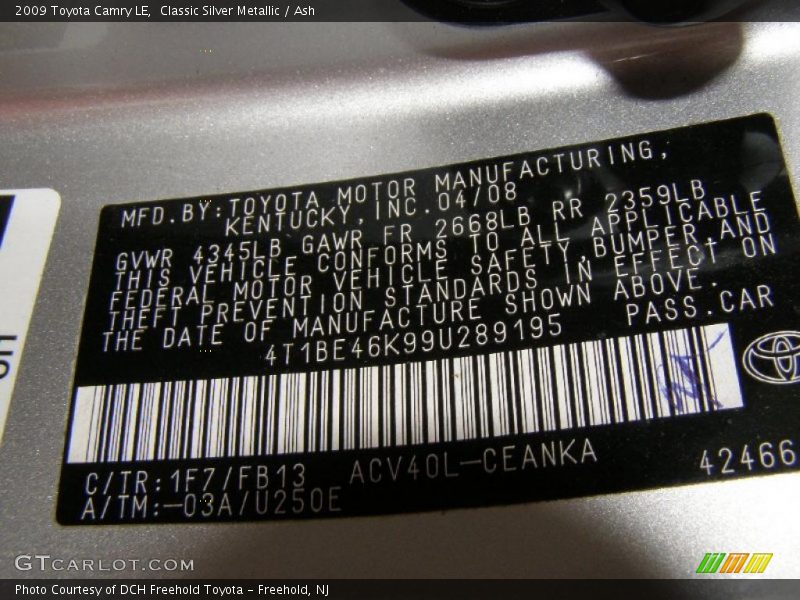 2009 Toyota Camry LE,  Classic Silver Metallic / Ash
MFD.BY:TOYOTA MOTOR MANUFACTURING,
KENTUCKY,INC.04/08
GVWR 4345LB GAWR FR 2668LB RR 2359LB
THIS VEHICLE CONFORMS TO ALL APPLICABLE
FEDERAL MOTOR VEHICLE SAFETY,BUMPER,AND
THEFT PREVENTION STANDARDS IN EFFECT ON
THE DATE OF MANUFACTURE SHOWN ABOVE.
4T1BE46K99U289195 PASS.CAR
C/TR:1F7/FB13 ACV40L-CEANKA 42466
A/TM:-03A/U250E
GTCARLOT.COM
Photo Courtesy of DCH Freehold Toyota - Freehold, NJ